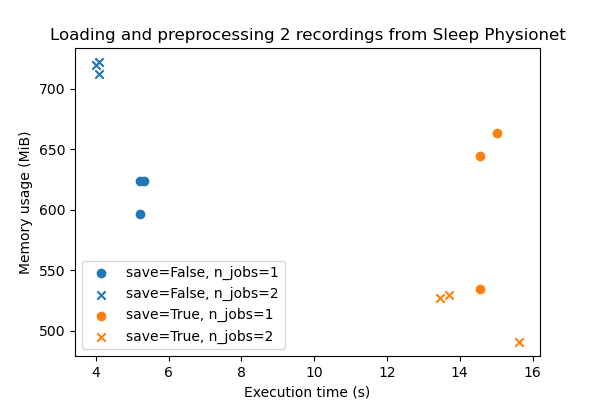 Loading and preprocessing 2 recordings from Sleep Physionet
Memory usage (MiB)
700
650
600
550
500
save=False, n_jobs=1
save=False, n_jobs=2
save=True, n_jobs=1
save=True, n_jobs=2
4 6 8 10 12 14 16
Execution time (s)